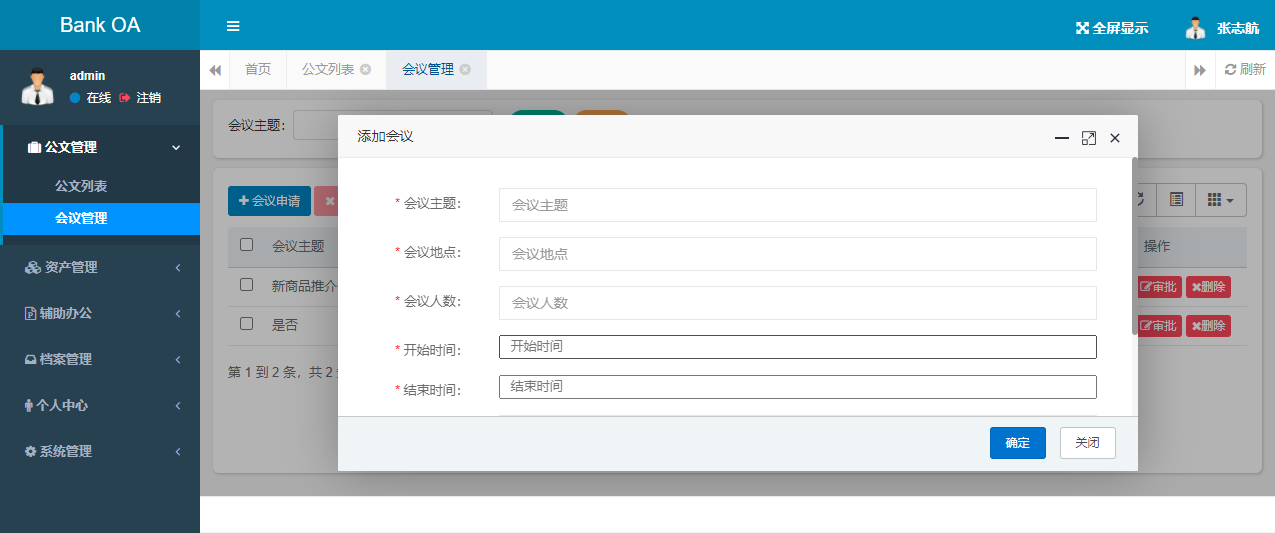 Bank OA
全屏显示
张志航
admin
在线 注销
首页
公文列表
会议管理
刷新
公文管理
公文列表
会议管理
资产管理
辅助办公
档案管理
个人中心
系统管理
会议主题：
会议申请
会议主题
操作
新商品推介
审批 删除
是否
审批 删除
第 1 到 2 条，共 2
添加会议
* 会议主题： 会议主题
* 会议地点： 会议地点
* 会议人数： 会议人数
* 开始时间： 开始时间
* 结束时间： 结束时间
确定 关闭